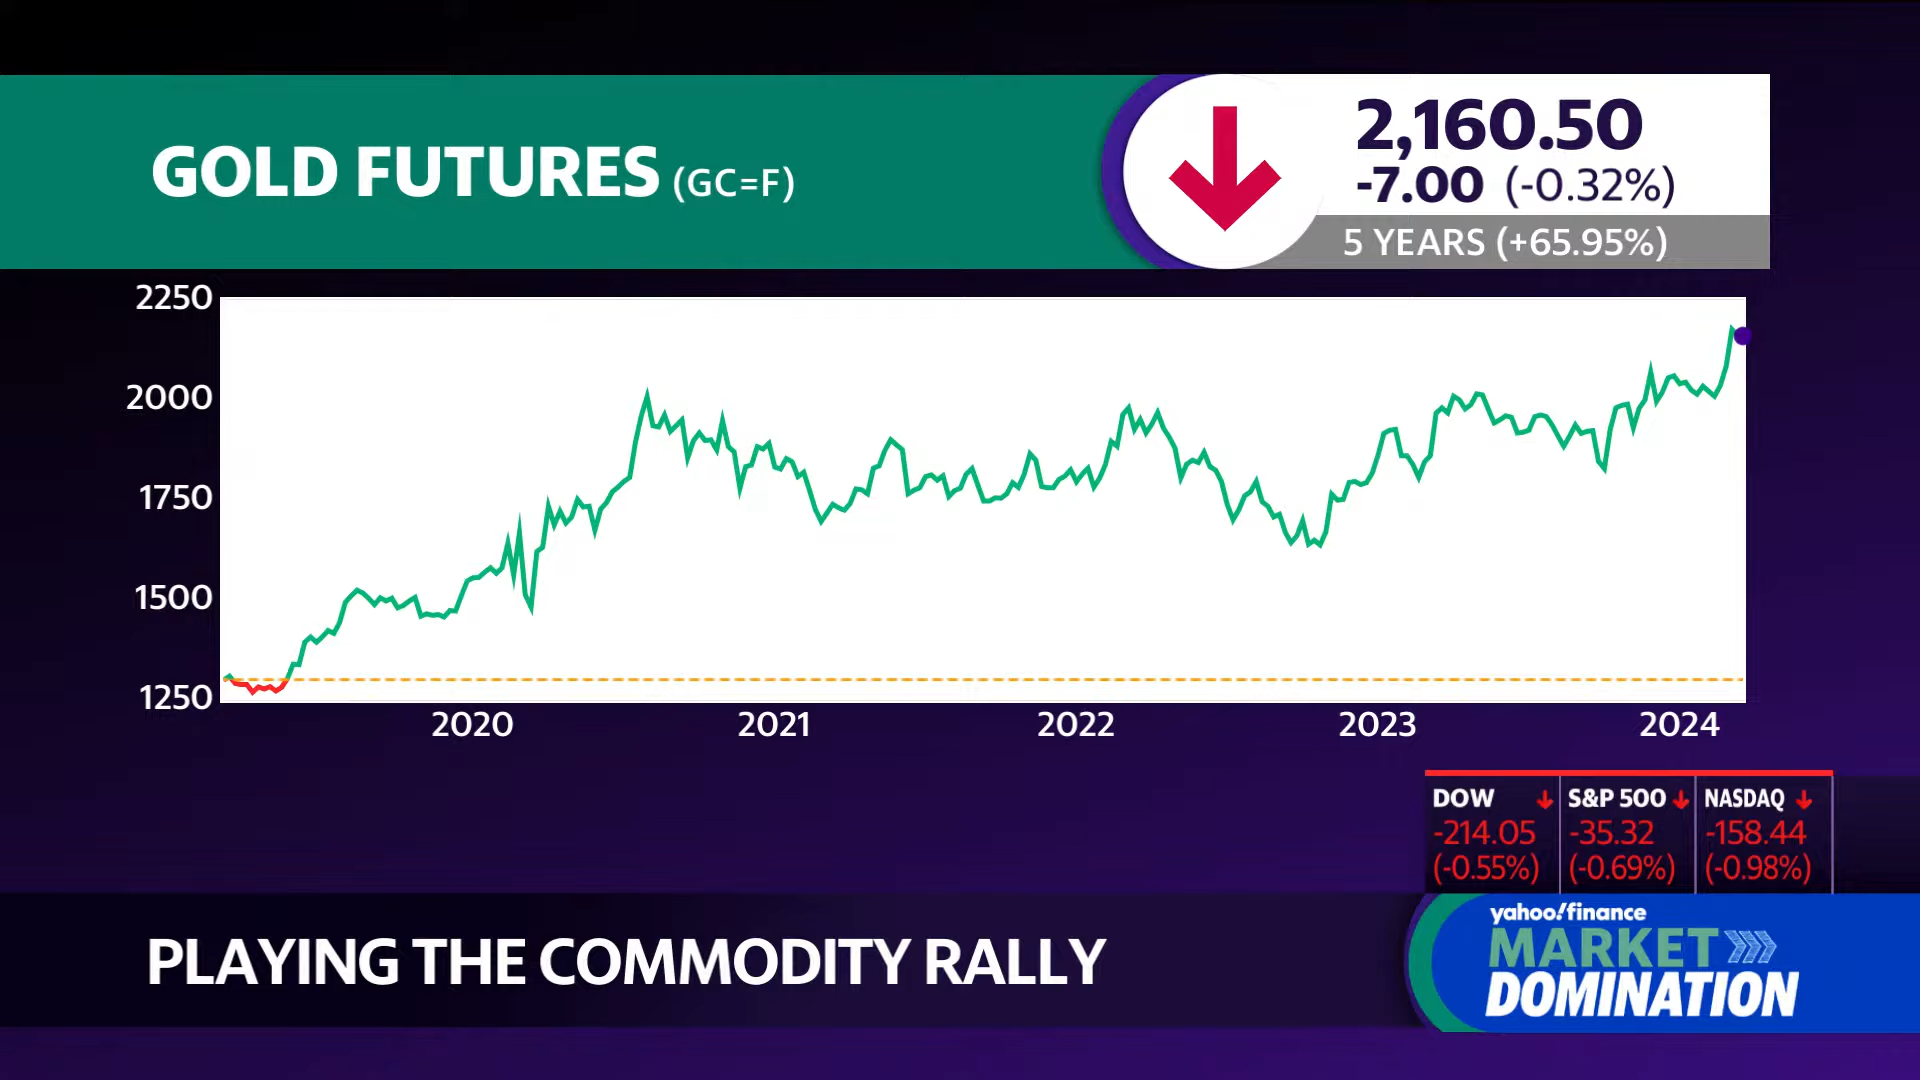 GOLD FUTURES (GC=F)
2,160.50
-7.00 (-0.32%)
5 YEARS (+65.95%)
2250
2000
1750
1500
1250
2020 2021 2022 2023 2024
DOW S&P 500 NASDAQ
-214.05 -35.32 -158.44
(-0.55%) (-0.69%) (-0.98%)
PLAYING THE COMMODITY RALLY
yahoo!finance
MARKET
DOMINATION